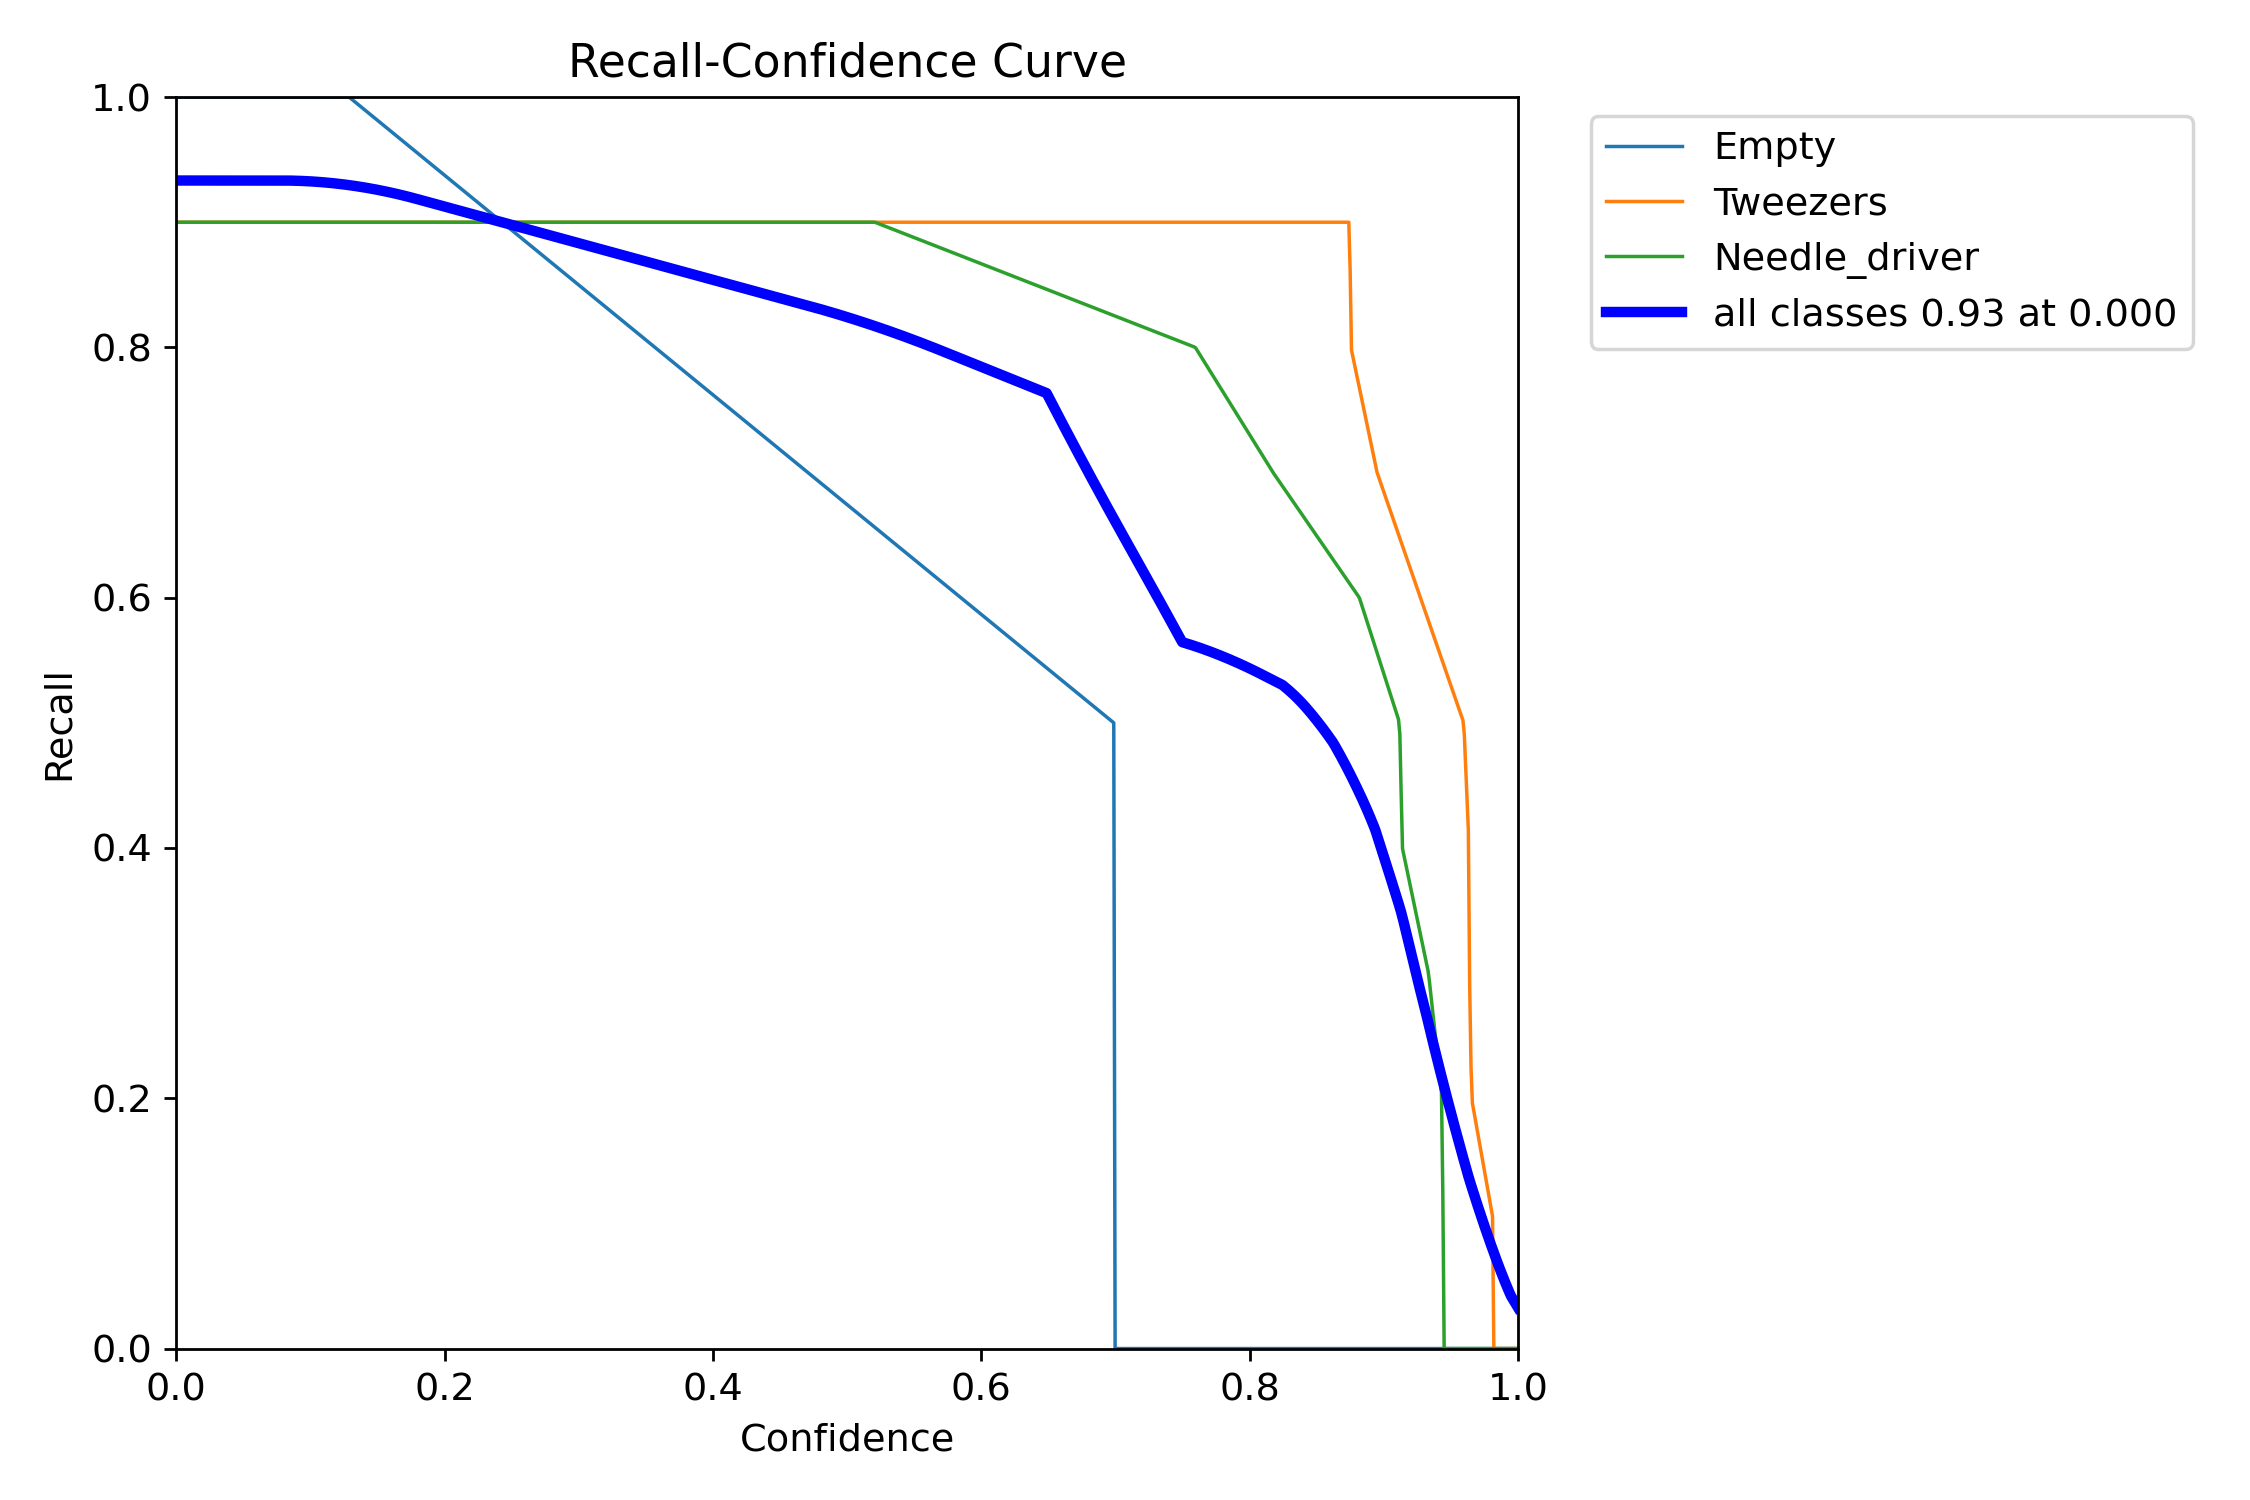 Recall-Confidence Curve
1.0
0.8
0.6
0.4
0.2
0.0
Recall
0.0 0.2 0.4 0.6 0.8 1.0
Confidence
Empty
Tweezers
Needle_driver
all classes 0.93 at 0.000